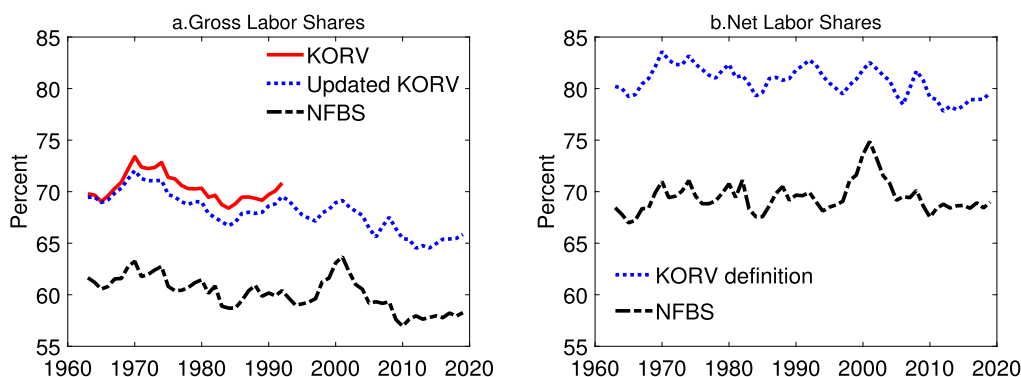 a.Gross Labor Shares
85
80
75
70
65
60
55
Percent
KORV
Updated KORV
NFBS
1960 1970 1980 1990 2000 2010 2020
b.Net Labor Shares
85
80
75
70
65
60
55
Percent
KORV definition
NFBS
1960 1970 1980 1990 2000 2010 2020